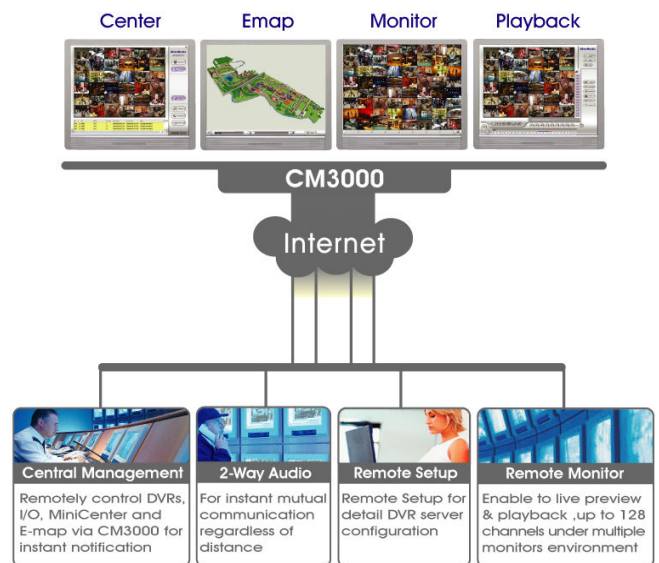 Center
Emap
Monitor
Playback
CM3000
Internet
Central Management
Remotely control DVRs,
I/O, MiniCenter and
E-map via CM3000 for
instant notification
2-Way Audio
For instant mutual
communication
regardless of
distance
Remote Setup
Remote Setup for
detail DVR server
configuration
Remote Monitor
Enable to live preview
& playback ,up to 128
channels under multiple
monitors environment